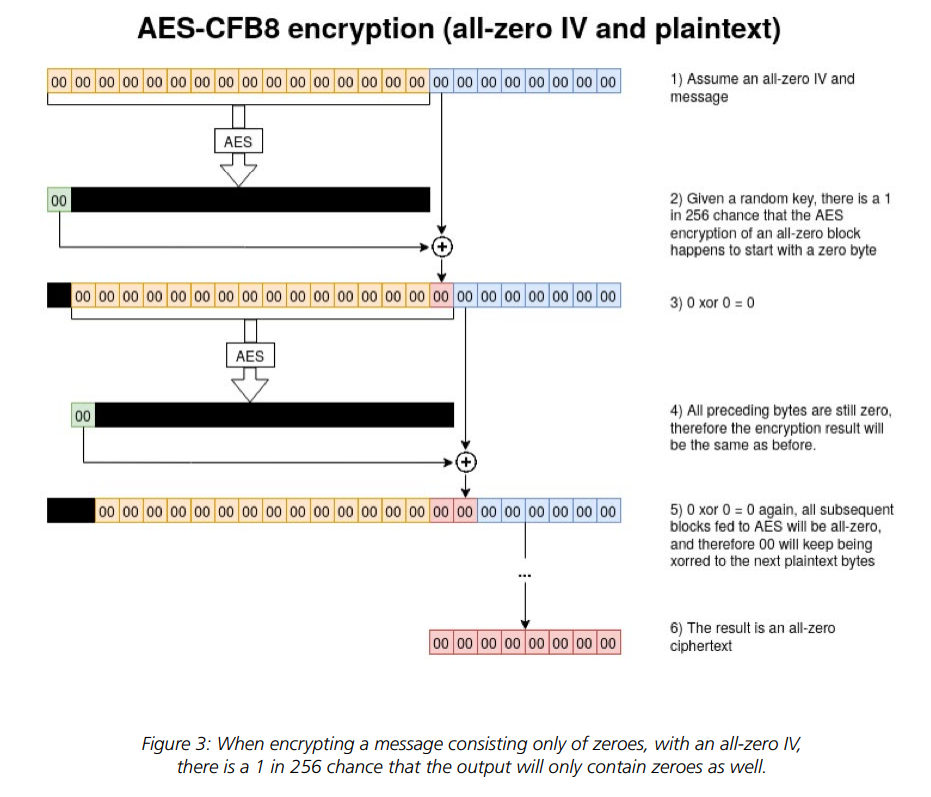 AES-CFB8 encryption (all-zero IV and plaintext)
00 00 00 00 00 00 00 00 00 00 00 00 00 00 00 00 00 00 00 00 00 00 00 00
1) Assume an all-zero IV and
message
AES
00
2) Given a random key, there is a 1
in 256 chance that the AES
encryption of an all-zero block
happens to start with a zero byte
+
00 00 00 00 00 00 00 00 00 00 00 00 00 00 00 00 00 00 00 00 00 00 00
3) 0 xor 0 = 0
AES
00
4) All preceding bytes are still zero,
therefore the encryption result will
be the same as before.
+
00 00 00 00 00 00 00 00 00 00 00 00 00 00 00 00 00 00 00 00 00 00
5) 0 xor 0 = 0 again, all subsequent
blocks fed to AES will be all-zero,
and therefore 00 will keep being
xorred to the next plaintext bytes
...
00 00 00 00 00 00 00 00
6) The result is an all-zero
ciphertext
Figure 3: When encrypting a message consisting only of zeroes, with an all-zero IV,
there is a 1 in 256 chance that the output will only contain zeroes as well.